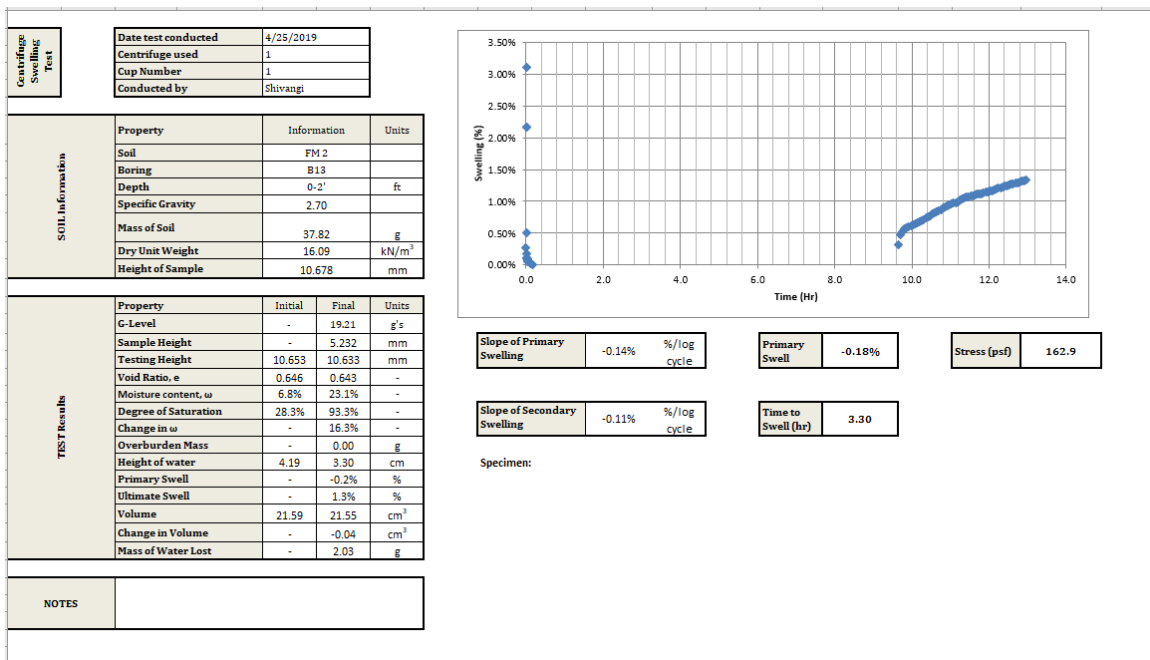 Centrifuge
Swelling
Test
Date test conducted 4/25/2019
Centrifuge used 1
Cup Number 1
Conducted by Shivangi
SOIL Information
Property Information Units
Soil FM 2
Boring B13
Depth 0-2' ft
Specific Gravity 2.70
Mass of Soil 37.82 g
Dry Unit Weight 16.09 kN/m³
Height of Sample 10.678 mm
TEST Results
Property Initial Final Units
G-Level - 19.21 g's
Sample Height - 5.232 mm
Testing Height 10.653 10.633 mm
Void Ratio, e 0.646 0.643 -
Moisture content, ω 6.8% 23.1% -
Degree of Saturation 28.3% 93.3% -
Change in ω - 16.3% %
Overburden Mass - 0.00 g
Height of water 4.19 3.30 cm
Primary Swell - -0.2% %
Ultimate Swell - 1.3% %
Volume 21.59 21.55 cm³
Change in Volume - -0.04 cm³
Mass of Water Lost - 2.03 g
NOTES
3.50%
3.00%
2.50%
2.00%
1.50%
1.00%
0.50%
0.00%
Swelling (%)
0.0 2.0 4.0 6.0 8.0 10.0 12.0 14.0
Time (Hr)
Slope of Primary
Swelling
-0.14%
%/log
cycle
Primary
Swell
-0.18%
Stress (psf) 162.9
Slope of Secondary
Swelling
-0.11%
%/log
cycle
Time to
Swell (hr)
3.30
Specimen: